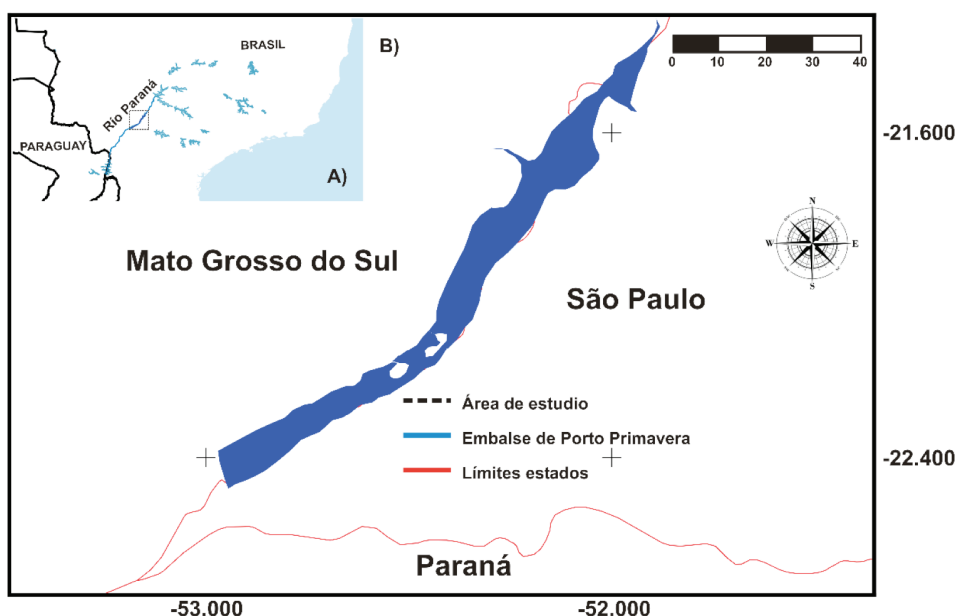 BRASIL
B)
Río Paraná
PARAGUAY
A)
0 10 20 30 40
-21.600
N
W E
S
Mato Grosso do Sul
São Paulo
Área de estudio
Embalse de Porto Primavera
Límites estados
-22.400
Paraná
-53.000 -52.000